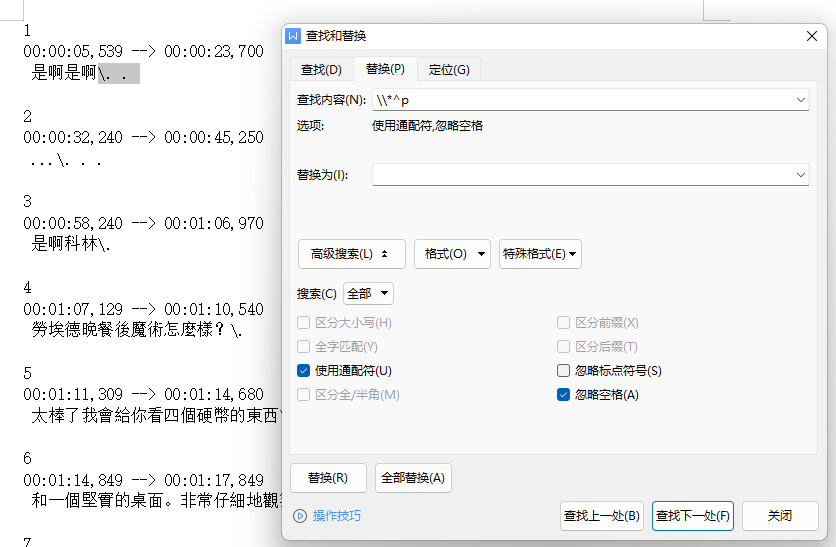 1
00:00:05,539 --> 00:00:23,700
是啊是啊\. .
2
00:00:32,240 --> 00:00:45,250
...\. . .
3
00:00:58,240 --> 00:01:06,970
是啊科林\.
4
00:01:07,129 --> 00:01:10,540
勞埃德晚餐後魔術怎麼樣？\.
5
00:01:11,309 --> 00:01:14,680
太棒了我會給你看四個硬幣的東西
6
00:01:14,849 --> 00:01:17,849
和一個堅實的桌面。非常仔細地觀
7
查找和替换
查找(D) 替换(P) 定位(G)
查找内容(N): \\*^p
选项: 使用通配符,忽略空格
替换为(I):
高级搜索(L) 格式(O) 特殊格式(E)
搜索(C) 全部
区分大小写(H) 区分前缀(X)
全字匹配(Y) 区分后缀(T)
使用通配符(U) 忽略标点符号(S)
区分全/半角(M) 忽略空格(A)
替换(R) 全部替换(A)
操作技巧 查找上一处(B) 查找下一处(F) 关闭